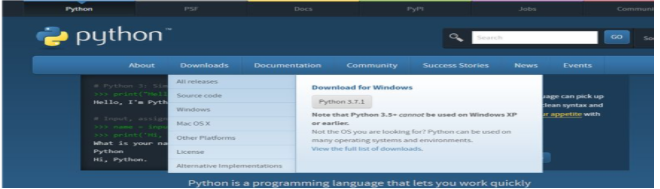 Python PSF Docs PyPI Jobs
python™
Search GO
About Downloads Documentation Community Success Stories News Events
All releases
Source code
Windows
Mac OS X
Other Platforms
License
Alternative Implementations
Download for Windows
Python 3.7.1
Note that Python 3.5+ cannot be used on Windows XP
or earlier.
Not the OS you are looking for? Python can be used on
many operating systems and environments.
View the full list of downloads.
# Python 3:
>>> print("Hell
Hello, I'm Pyth
# Input, assign
>>> name = inpu
>>> print('Hi,
What is your na
Python
Hi, Python.
uage can pick up
clean syntax and
r appetite with
Python is a programming language that lets you work quickly